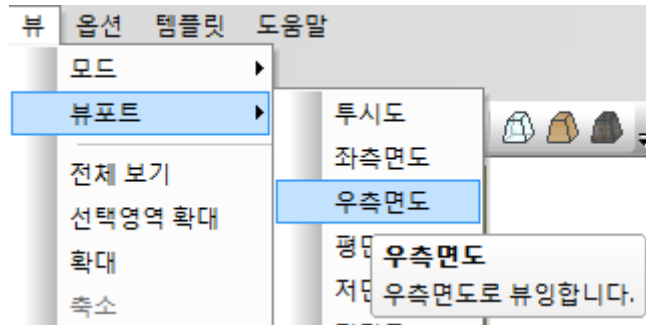 뷰 옵션 템플릿 도움말
모드
뷰포트
전체 보기
선택영역 확대
확대
축소
투시도
좌측면도
우측면도
우측면도
우측면도로 뷰잉합니다.